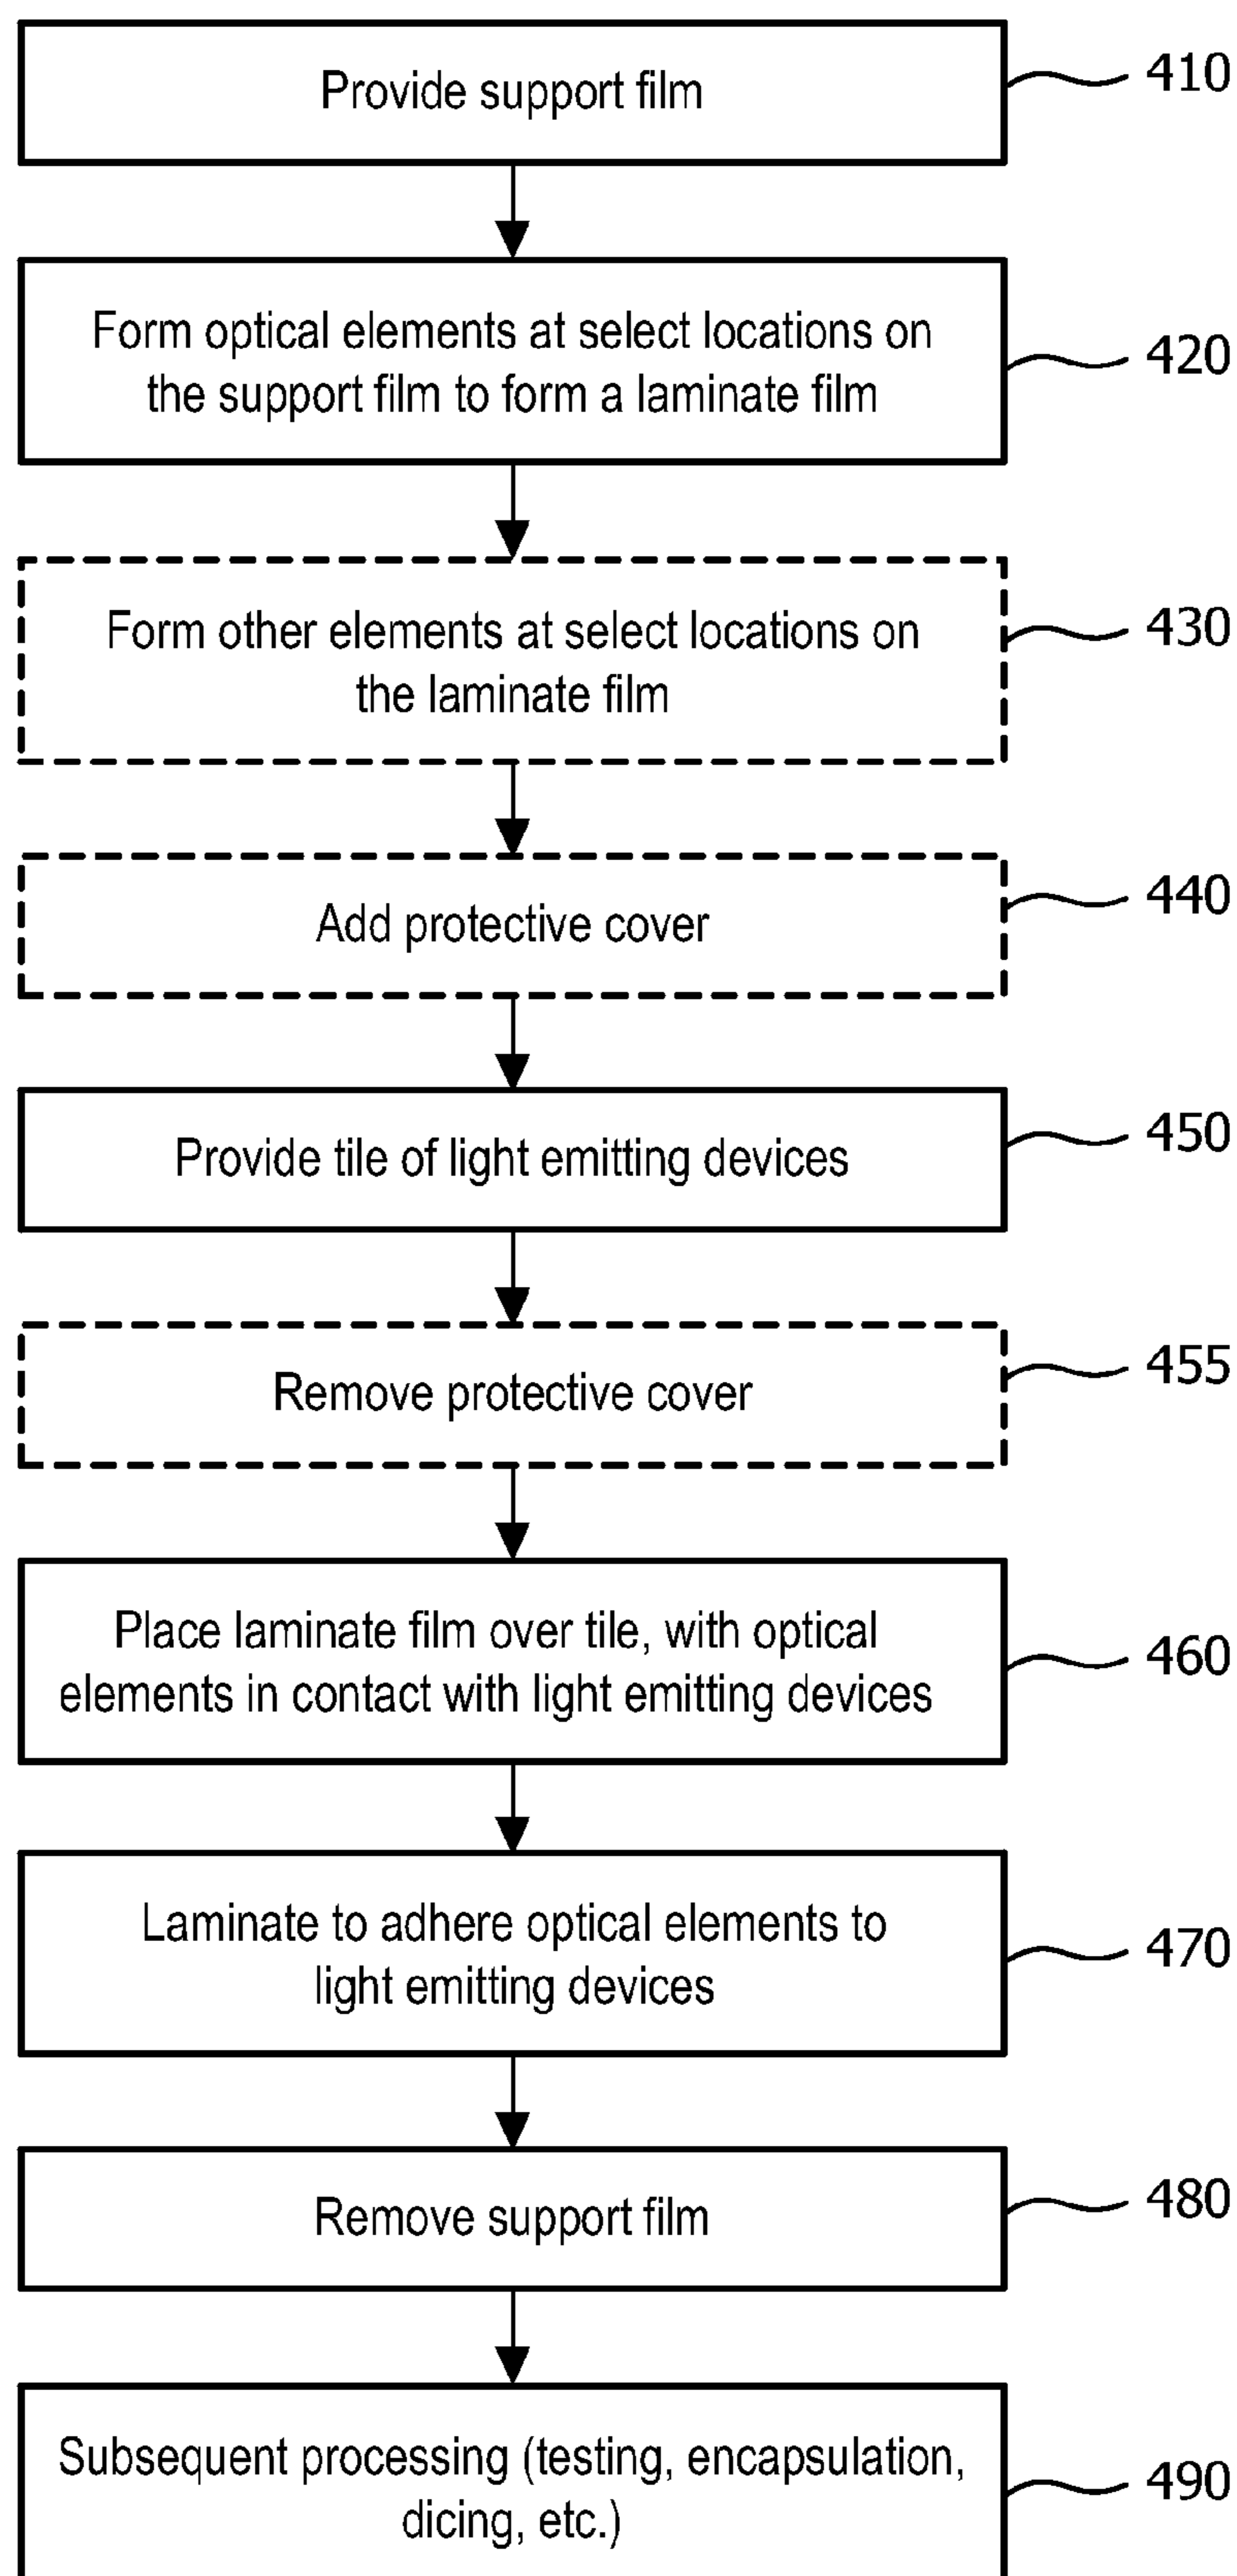 Provide support film
410
Form optical elements at select locations on
the support film to form a laminate film
420
Form other elements at select locations on
the laminate film
430
Add protective cover
440
Provide tile of light emitting devices
450
Remove protective cover
455
Place laminate film over tile, with optical
elements in contact with light emitting devices
460
Laminate to adhere optical elements to
light emitting devices
470
Remove support film
480
Subsequent processing (testing, encapsulation,
dicing, etc.)
490